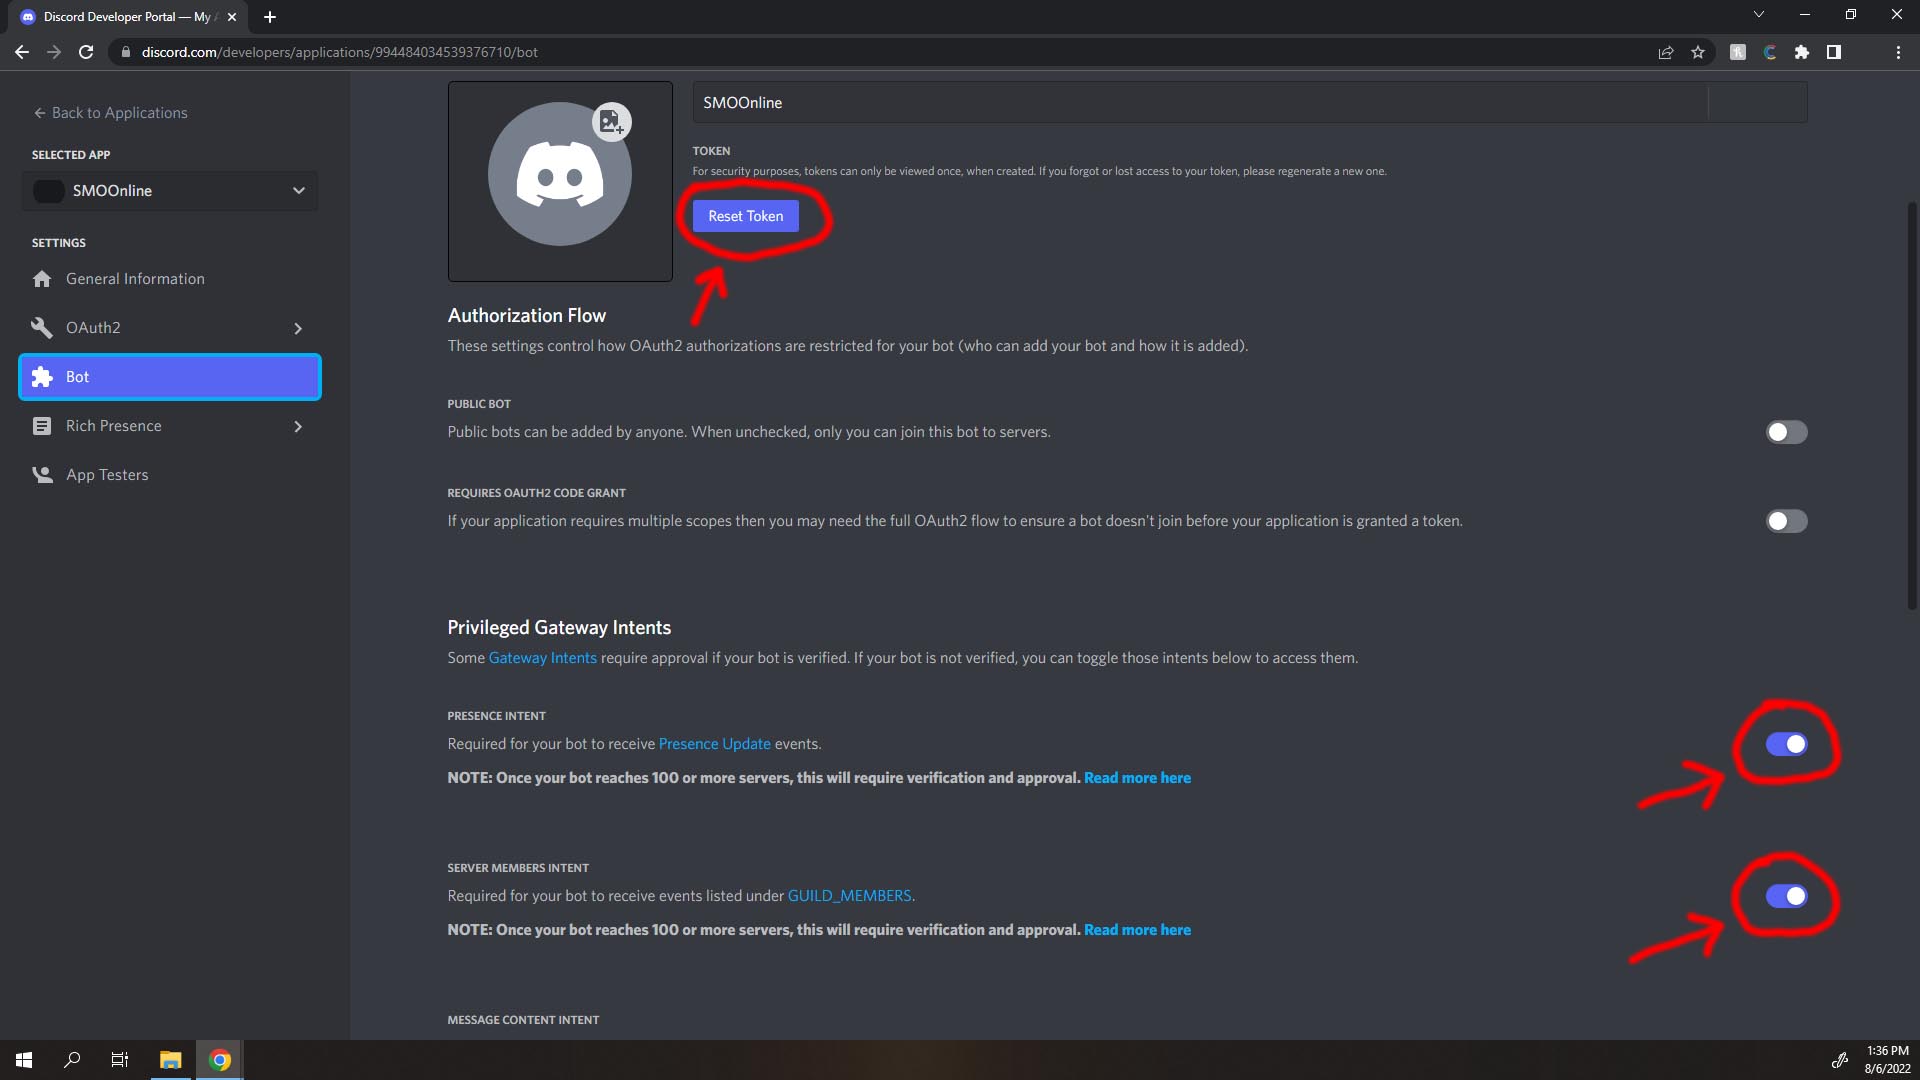 Discord Developer Portal — My A
discord.com/developers/applications/994484034539376710/bot
← Back to Applications
SELECTED APP
SMOOnline
SETTINGS
General Information
OAuth2
Bot
Rich Presence
App Testers
SMOOnline
TOKEN
For security purposes, tokens can only be viewed once, when created. If you forgot or lost access to your token, please regenerate a new one.
Reset Token
Authorization Flow
These settings control how OAuth2 authorizations are restricted for your bot (who can add your bot and how it is added).
PUBLIC BOT
Public bots can be added by anyone. When unchecked, only you can join this bot to servers.
REQUIRES OAUTH2 CODE GRANT
If your application requires multiple scopes then you may need the full OAuth2 flow to ensure a bot doesn't join before your application is granted a token.
Privileged Gateway Intents
Some Gateway Intents require approval if your bot is verified. If your bot is not verified, you can toggle those intents below to access them.
PRESENCE INTENT
Required for your bot to receive Presence Update events.
NOTE: Once your bot reaches 100 or more servers, this will require verification and approval. Read more here
SERVER MEMBERS INTENT
Required for your bot to receive events listed under GUILD_MEMBERS.
NOTE: Once your bot reaches 100 or more servers, this will require verification and approval. Read more here
MESSAGE CONTENT INTENT
1:36 PM
8/6/2022